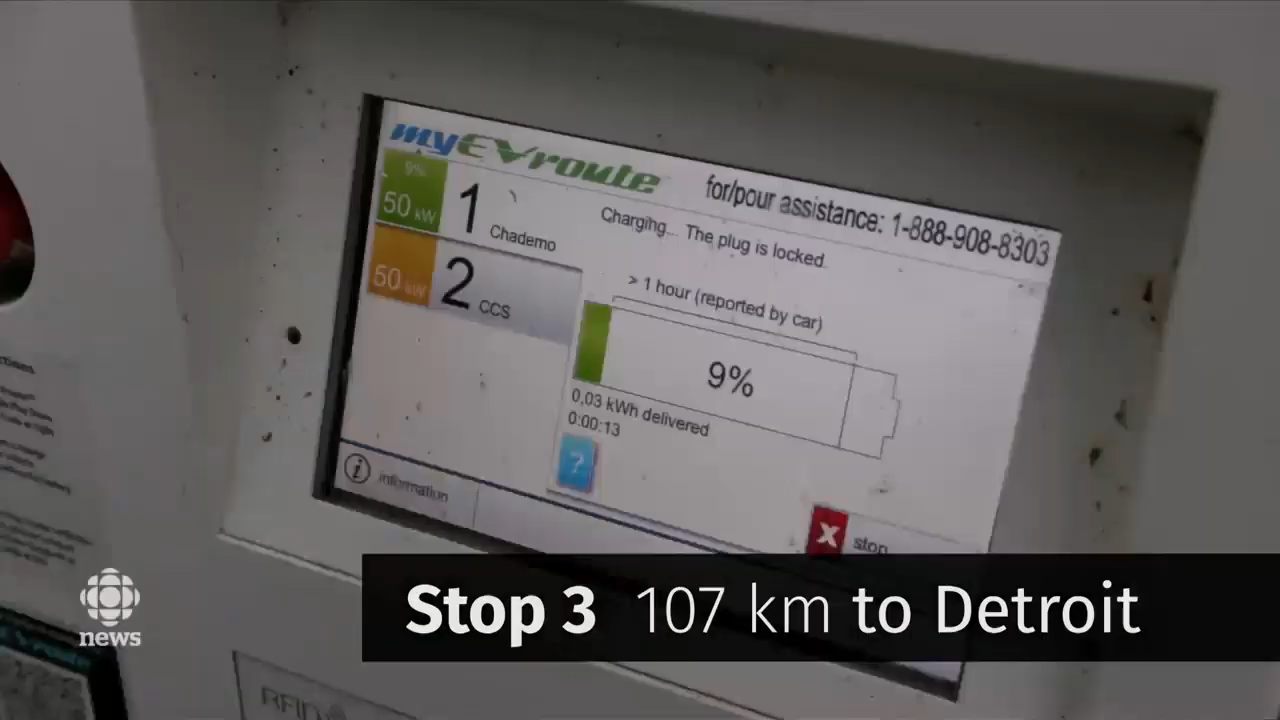 myEVroute
for/pour assistance: 1-888-908-8303
9%
50 kW
1
Chademo
50 kW
2
CCS
Charging... The plug is locked.
> 1 hour (reported by car)
9%
0,03 kWh delivered
0:00:13
?
i information
x stop
Stop 3 107 km to Detroit
news
RFID